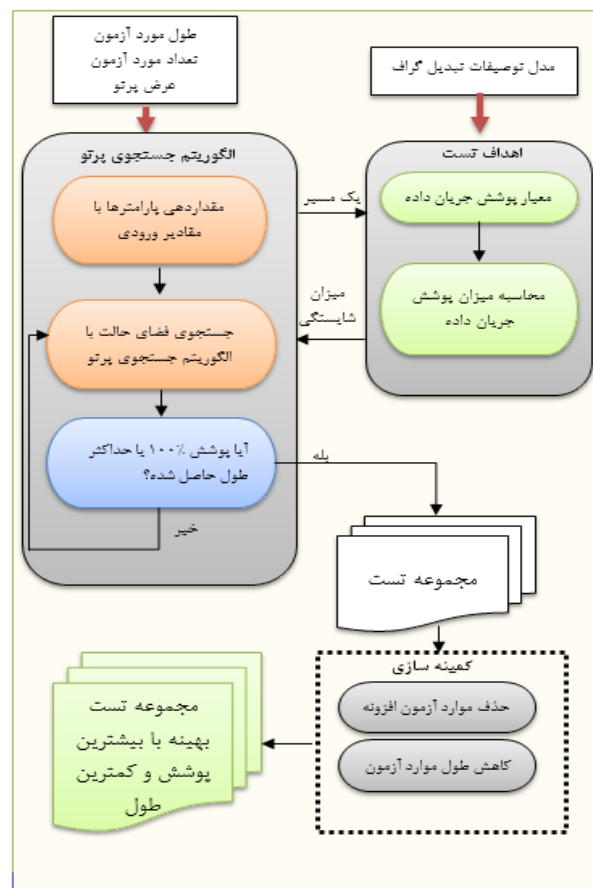 طول مورد آزمون
تعداد مورد آزمون
عرض پرتو
مدل توصیفات تبدیل گراف
الگوریتم جستجوی پرتو
مقداردهی پارامترها با
مقادیر ورودی
جستجوی فضای حالت با
الگوریتم جستجوی پرتو
آیا پوشش ۱۰۰٪ یا حداکثر
طول حاصل شده؟
خیر
بله
یک مسیر
میزان
شایستگی
اهداف تست
معیار پوشش جریان داده
محاسبه میزان پوشش
جریان داده
مجموعه تست
کمینه سازی
حذف موارد آزمون افزونه
کاهش طول موارد آزمون
مجموعه تست
بهینه با بیشترین
پوشش و کمترین
طول